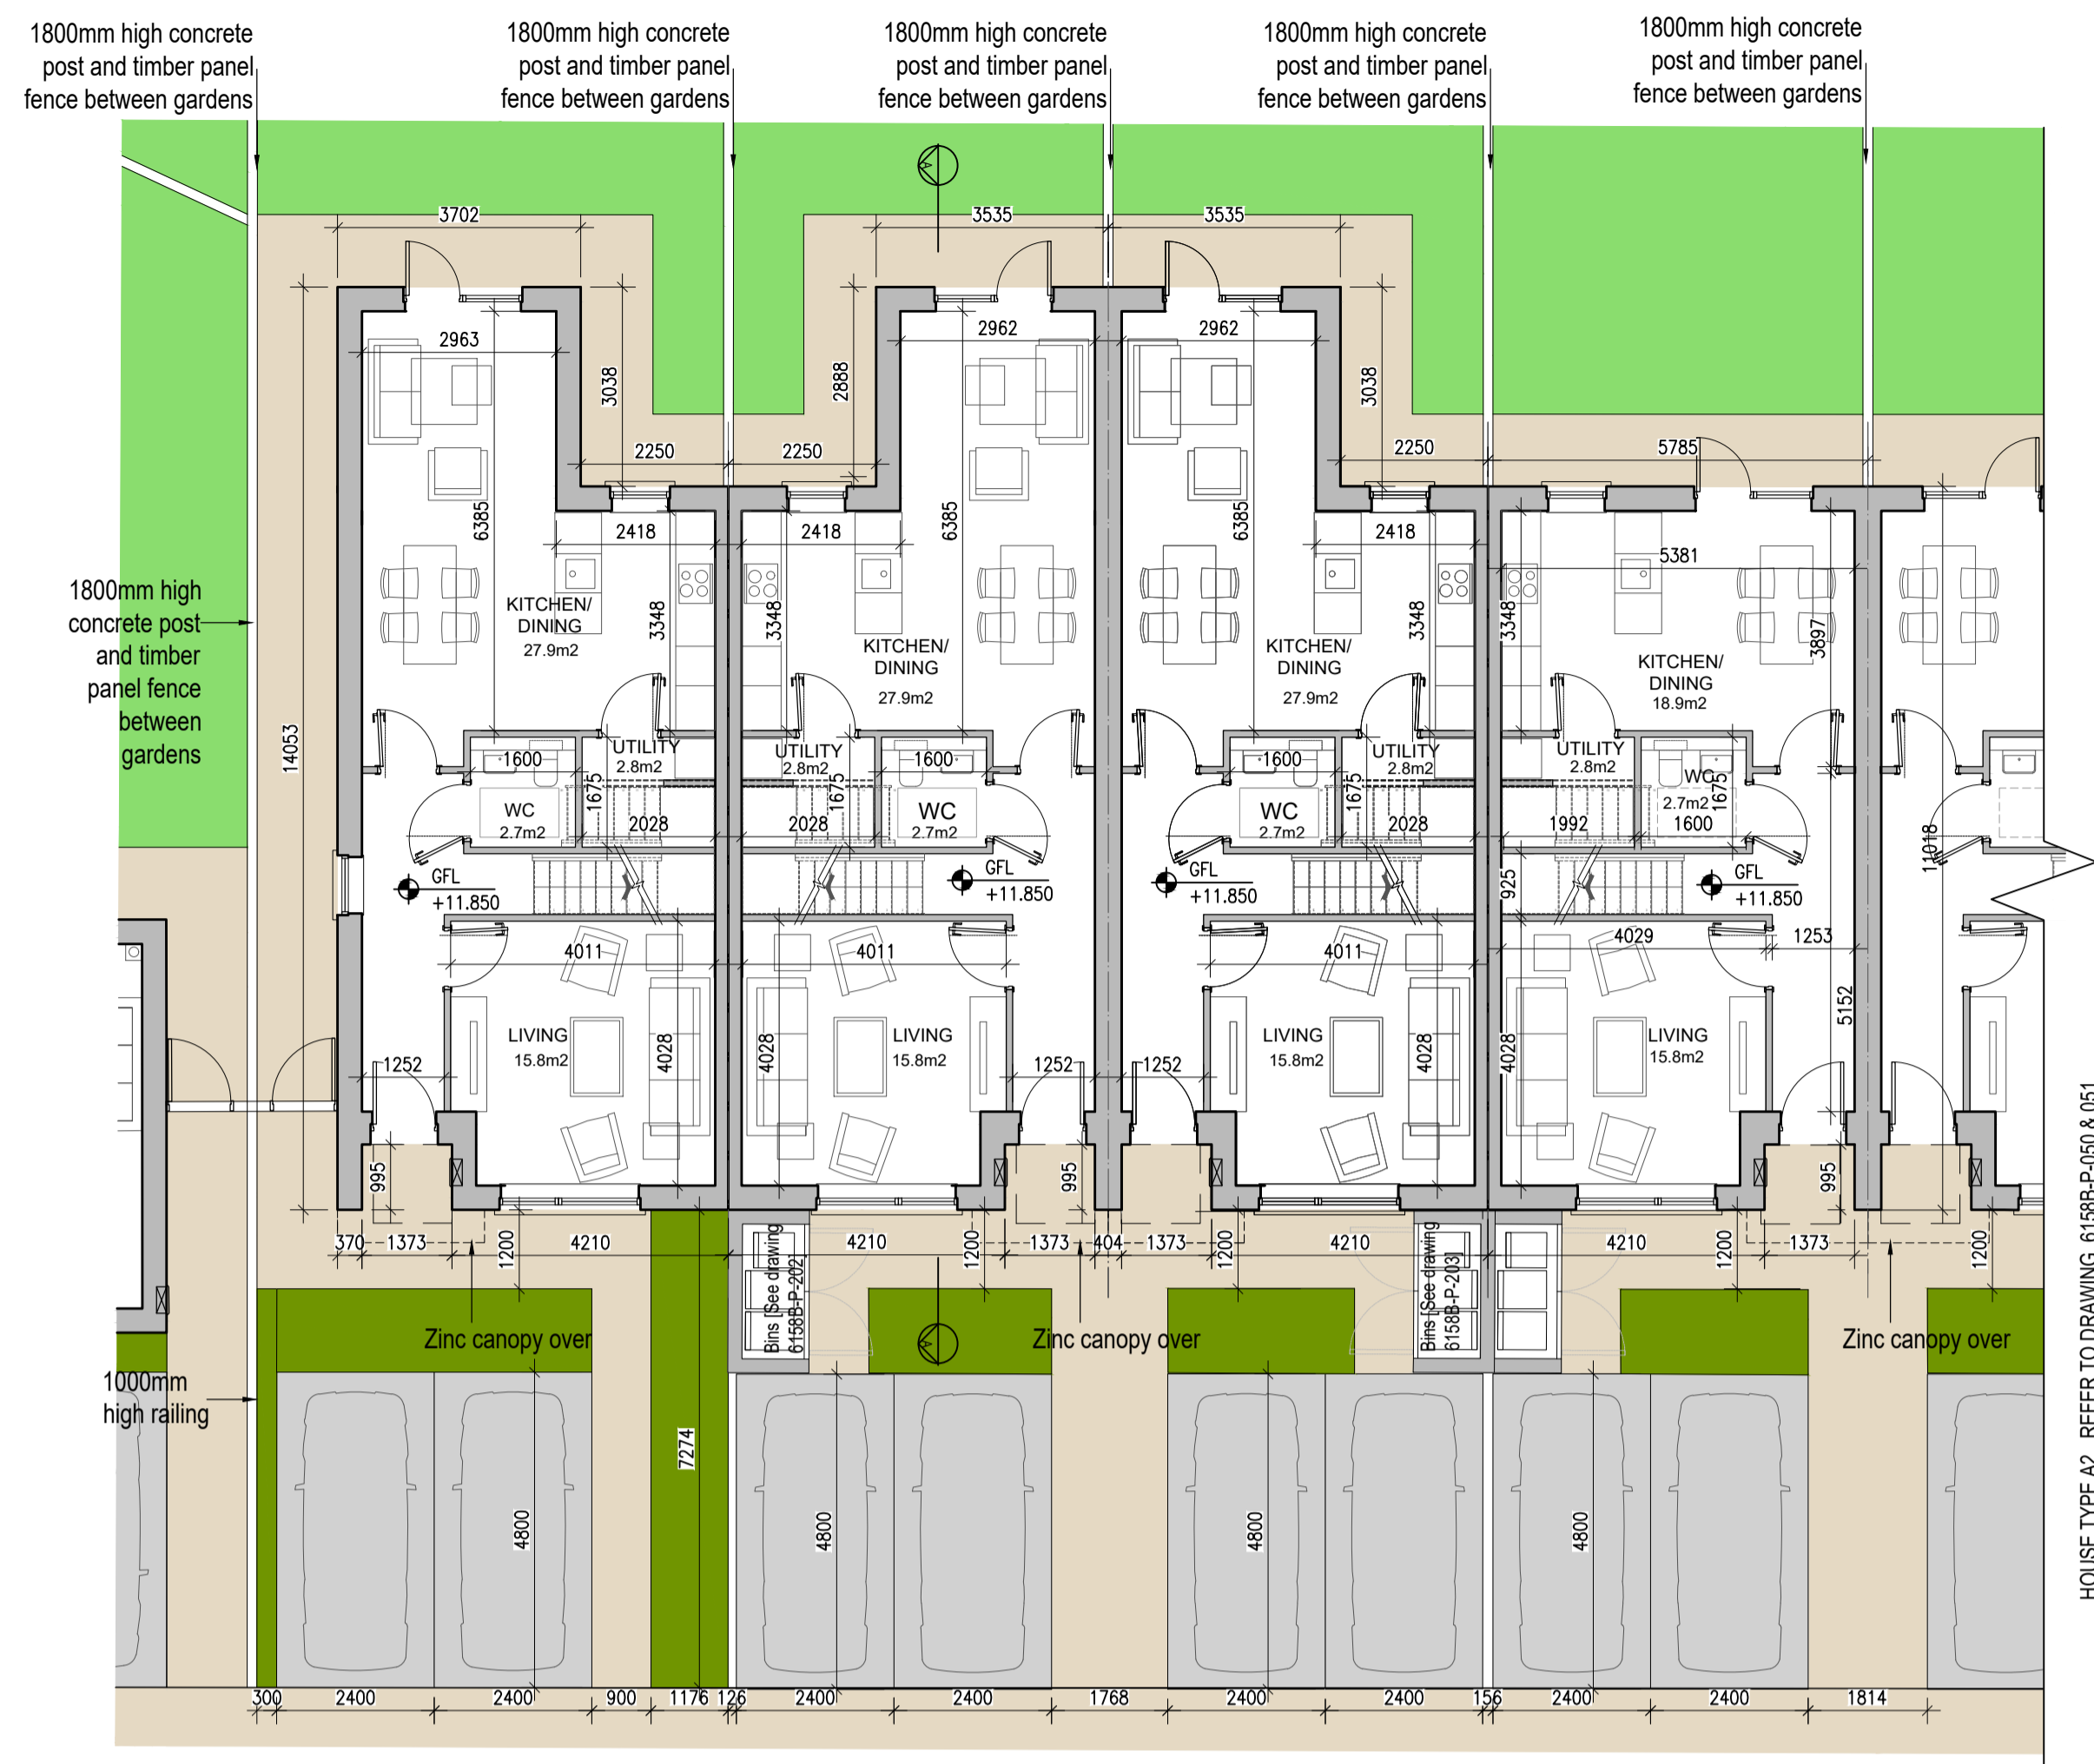 1800mm high concrete
post and timber panel
fence between gardens
1800mm high concrete
post and timber panel
fence between gardens
1800mm high concrete
post and timber panel
fence between gardens
1800mm high concrete
post and timber panel
fence between gardens
1800mm high concrete
post and timber panel
fence between gardens
A
3702
3535
3535
2963
2962
2962
3038
2888
3038
2250
2250
2250
5785
6385
6385
6385
2418
2418
2418
5381
1800mm high
concrete post
and timber
panel fence
between
gardens
KITCHEN/
DINING
27.9m2
3348
3348
KITCHEN/
DINING
27.9m2
KITCHEN/
DINING
27.9m2
3348
3348
KITCHEN/
DINING
18.9m2
3897
14053
1600
UTILITY
2.8m2
UTILITY
2.8m2
1600
1600
UTILITY
2.8m2
UTILITY
2.8m2
WC
2.7m2
1675
1675
WC
2.7m2
1675
WC
2.7m2
WC
2.7m2
1675
2028
2028
2028
1992
1600
11018
GFL
+11.850
GFL
+11.850
GFL
+11.850
GFL
+11.850
925
4011
4011
4011
4029
1253
5152
LIVING
15.8m2
LIVING
15.8m2
LIVING
15.8m2
LIVING
15.8m2
4028
4028
4028
4028
1252
1252
1252
995
995
995
370
1373
1200
4210
4210
1200
1373
404
1373
1200
4210
4210
1200
1373
1200
Bins [See drawing
6158B-P-202]
Bins [See drawing
6158B-P-203]
Zinc canopy over
Zinc canopy over
Zinc canopy over
A
1000mm
high railing
7274
4800
4800
4800
4800
300
2400
2400
900
1176
126
2400
2400
1768
2400
2400
156
2400
2400
1814
HOUSE TYPE A2 REFER TO DRAWING 6158B-P-050 & 051